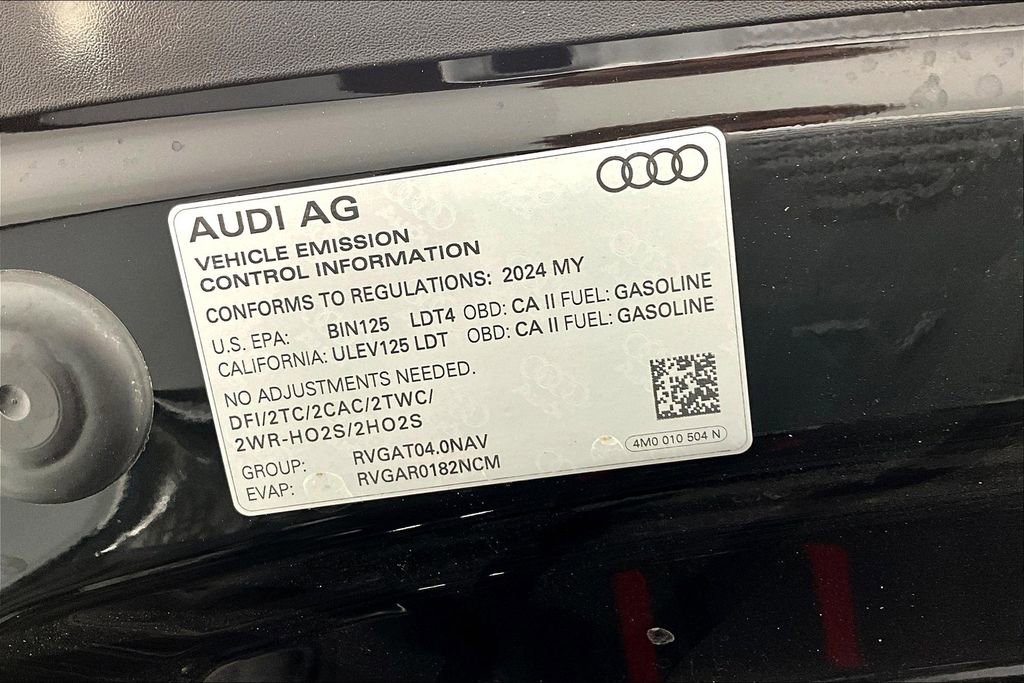 AUDI AG
VEHICLE EMISSION
CONTROL INFORMATION
CONFORMS TO REGULATIONS: 2024 MY
U.S. EPA: BIN125 LDT4 OBD: CA II FUEL: GASOLINE
CALIFORNIA: ULEV125 LDT OBD: CA II FUEL: GASOLINE
NO ADJUSTMENTS NEEDED.
DFI/2TC/2CAC/2TWC/
2WR-HO2S/2HO2S
GROUP: RVGAT04.0NAV
EVAP: RVGAR0182NCM
4M0 010 504 N